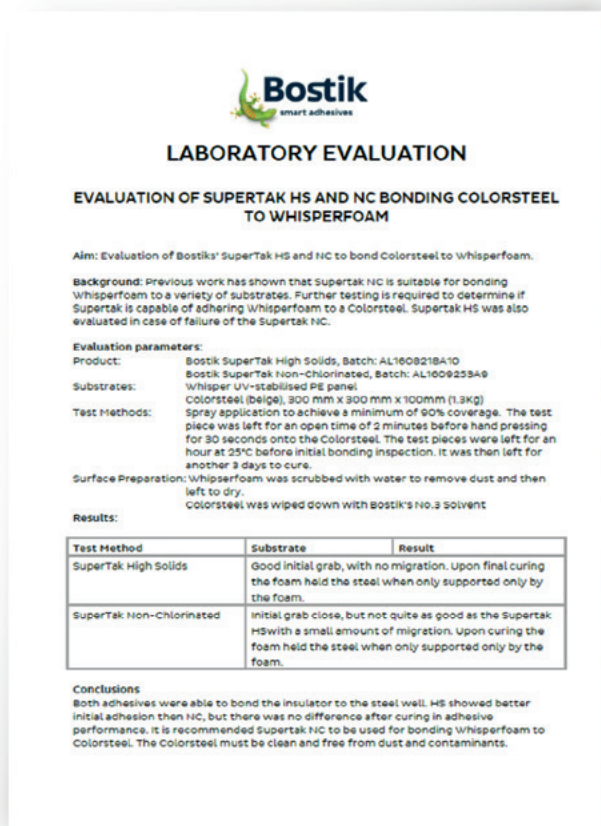 Bostik
smart adhesives
LABORATORY EVALUATION
EVALUATION OF SUPERTAK HS AND NC BONDING COLORSTEEL
TO WHISPERFOAM
Aim: Evaluation of Bostiks' SuperTak HS and NC to bond Colorsteel to Whisperfoam.
Background: Previous work has shown that Supertak NC is suitable for bonding
Whisperfoam to a veriety of substrates. Further testing is required to determine if
Supertak is capable of adhering Whisperfoam to a Colorsteel. Supertak HS was also
evaluated in case of failure of the Supertak NC.
Evaluation parameters:
Product: Bostik SuperTak High Solids, Batch: AL1608218A10
Bostik SuperTak Non-Chlorinated, Batch: AL1609253A9
Substrates: Whisper UV-stabilised PE panel
Colorsteel (beige), 300 mm x 300 mm x 100mm (1.3Kg)
Test Methods: Spray application to achieve a minimum of 90% coverage. The test
piece was left for an open time of 2 minutes before hand pressing
for 30 seconds onto the Colorsteel. The test pieces were left for an
hour at 25°C before initial bonding inspection. It was then left for
another 3 days to cure.
Surface Preparation: Whipserfoam was scrubbed with water to remove dust and then
left to dry.
Colorsteel was wiped down with Bostik's No.3 Solvent
Results:
Test Method Substrate Result
SuperTak High Solids Good initial grab, with no migration. Upon final curing
the foam held the steel when only supported only by
the foam.
SuperTak Non-Chlorinated Initial grab close, but not quite as good as the Supertak
HSwith a small amount of migration. Upon curing the
foam held the steel when only supported only by the
foam.
Conclusions
Both adhesives were able to bond the insulator to the steel well. HS showed better
initial adhesion then NC, but there was no difference after curing in adhesive
performance. It is recommended Supertak NC to be used for bonding Whisperfoam to
Colorsteel. The Colorsteel must be clean and free from dust and contaminants.